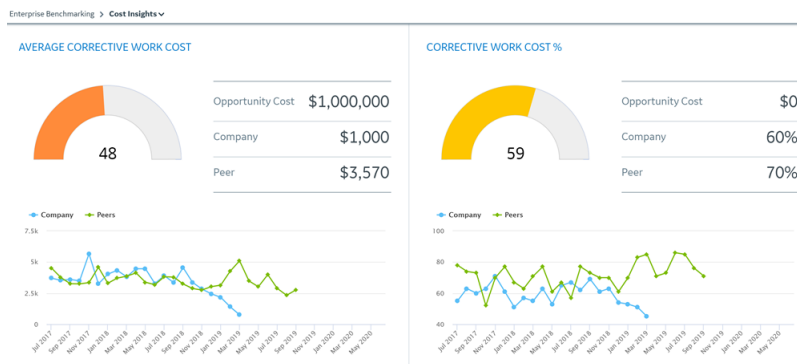 Enterprise Benchmarking > Cost Insights
AVERAGE CORRECTIVE WORK COST
48
Opportunity Cost $1,000,000
Company $1,000
Peer $3,570
Company Peers
7.5k
5k
2.5k
0
Jul 2017 Sep 2017 Nov 2017 Jan 2018 Mar 2018 May 2018 Jul 2018 Sep 2018 Nov 2018 Jan 2019 Mar 2019 May 2019 Jul 2019 Sep 2019 Nov 2019 Jan 2020 Mar 2020 May 2020
CORRECTIVE WORK COST %
59
Opportunity Cost $0
Company 60%
Peer 70%
Company Peers
100
80
60
40
Jul 2017 Sep 2017 Nov 2017 Jan 2018 Mar 2018 May 2018 Jul 2018 Sep 2018 Nov 2018 Jan 2019 Mar 2019 May 2019 Jul 2019 Sep 2019 Nov 2019 Jan 2020 Mar 2020 May 2020